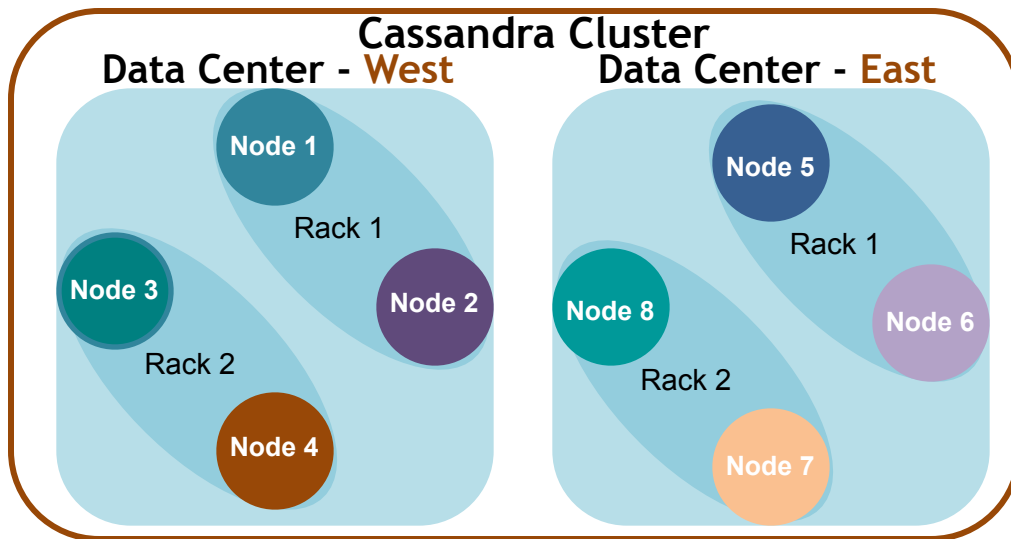 Cassandra Cluster
Data Center - West
Data Center - East
Node 1
Rack 1
Node 2
Node 3
Rack 2
Node 4
Node 5
Rack 1
Node 6
Node 8
Rack 2
Node 7